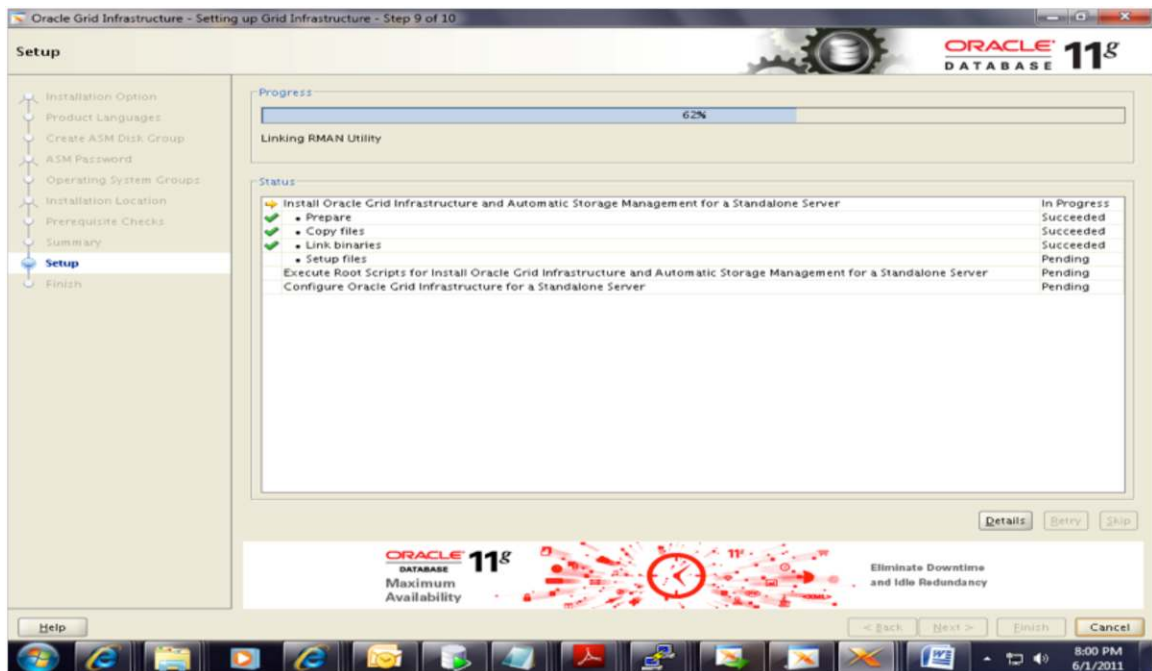 Oracle Grid Infrastructure - Setting up Grid Infrastructure - Step 9 of 10
Setup
ORACLE
DATABASE
11g
Installation Option
Product Languages
Create ASM Disk Group
ASM Password
Operating System Groups
Installation Location
Prerequisite Checks
Summary
Setup
Finish
Progress
62%
Linking RMAN Utility
Status
Install Oracle Grid Infrastructure and Automatic Storage Management for a Standalone Server In Progress
• Prepare Succeeded
• Copy files Succeeded
• Link binaries Succeeded
• Setup files Pending
Execute Root Scripts for Install Oracle Grid Infrastructure and Automatic Storage Management for a Standalone Server Pending
Configure Oracle Grid Infrastructure for a Standalone Server Pending
Details Retry Skip
ORACLE 11g
DATABASE
Maximum
Availability
11g
Eliminate Downtime
and Idle Redundancy
Help < Back Next > Finish Cancel
8:00 PM
6/1/2011